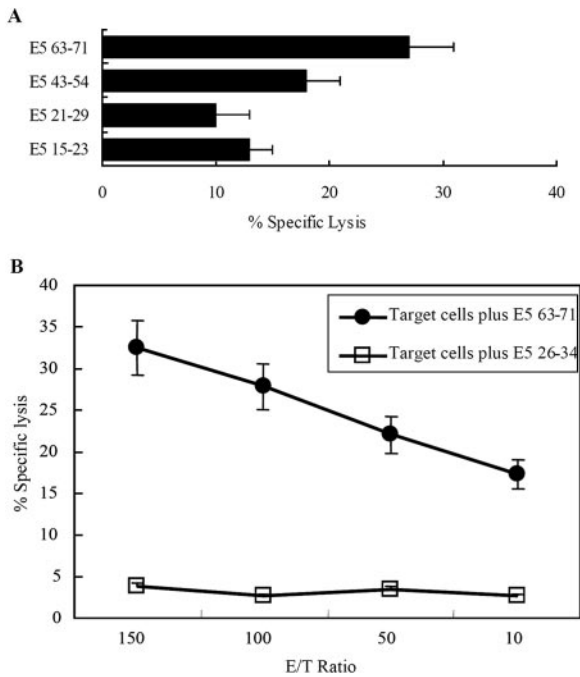 A
E5 63-71
E5 43-54
E5 21-29
E5 15-23
0 10 20 30 40
% Specific Lysis
B
40
35
30
25
20
15
10
5
0
% Specific lysis
Target cells plus E5 63-71
Target cells plus E5 26-34
150 100 50 10
E/T Ratio